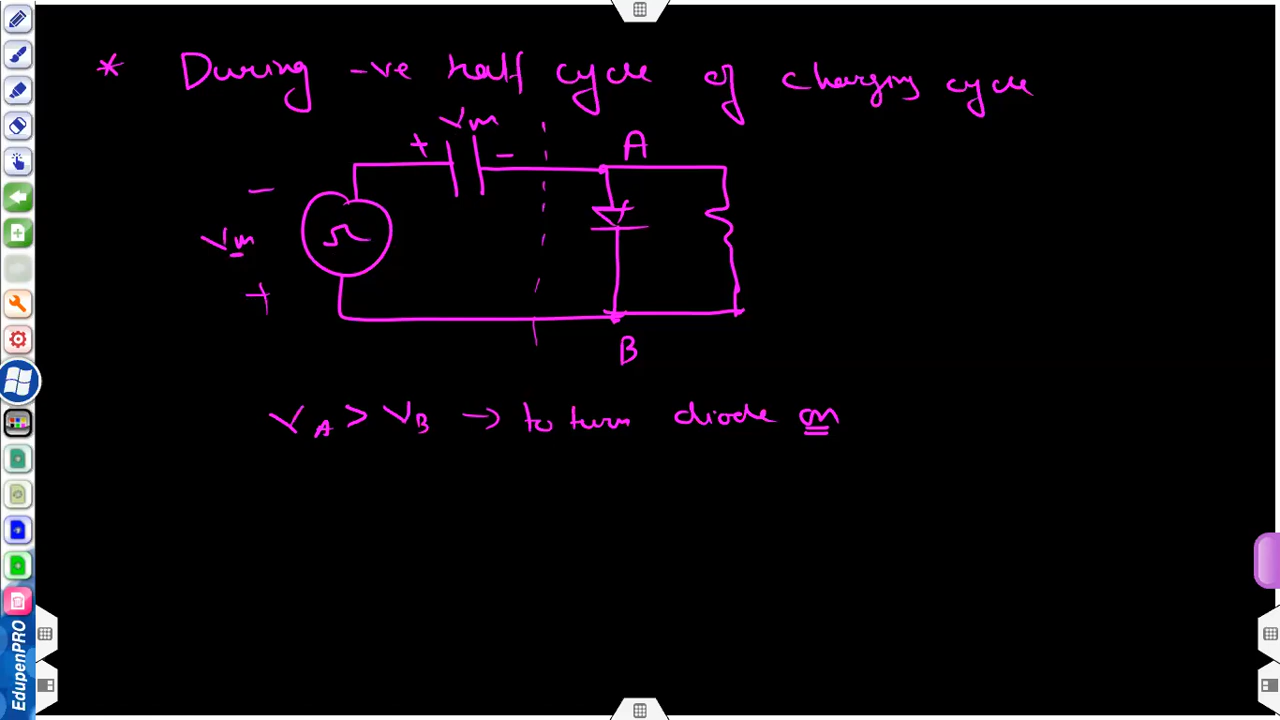 * During -ve half cycle of charging cycle
Vm
+ -
A
-
Vm
+
B
VA > VB → to turn diode on
EdupenPRO